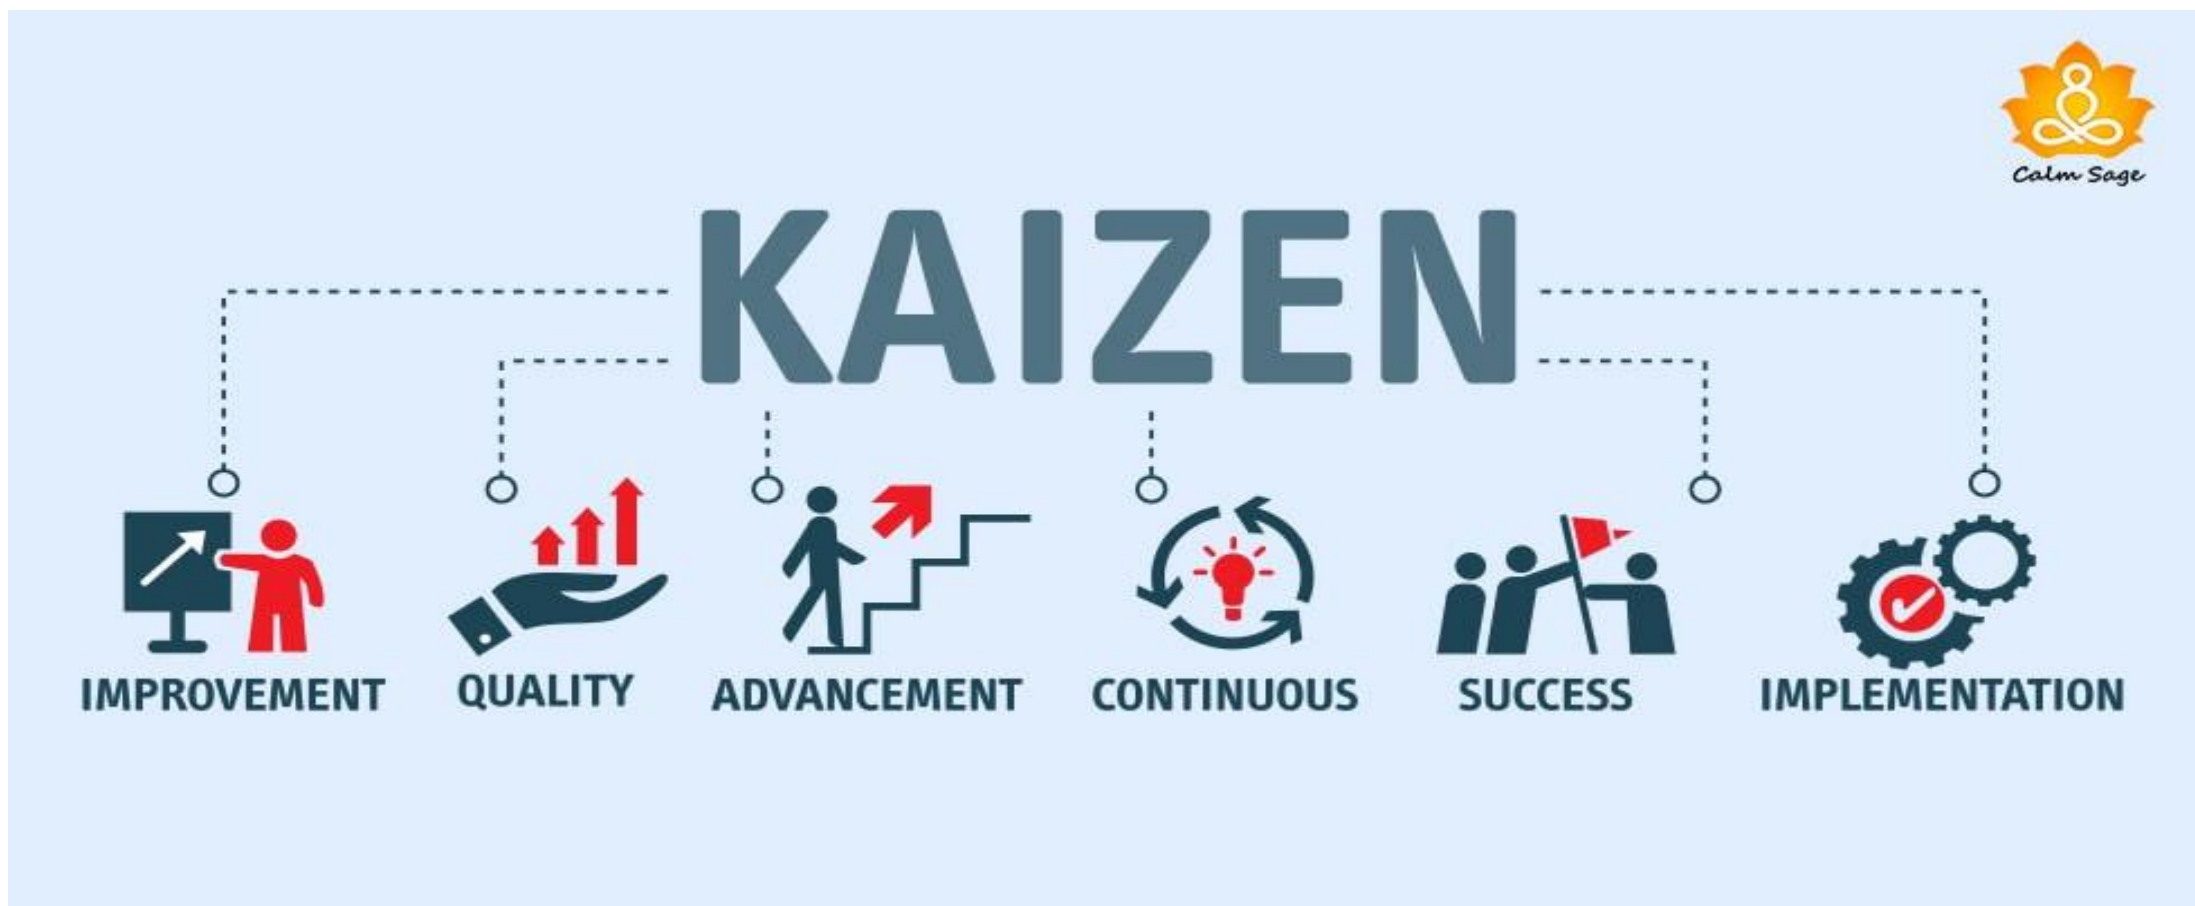 Calm Sage
KAIZEN
IMPROVEMENT
QUALITY
ADVANCEMENT
CONTINUOUS
SUCCESS
IMPLEMENTATION